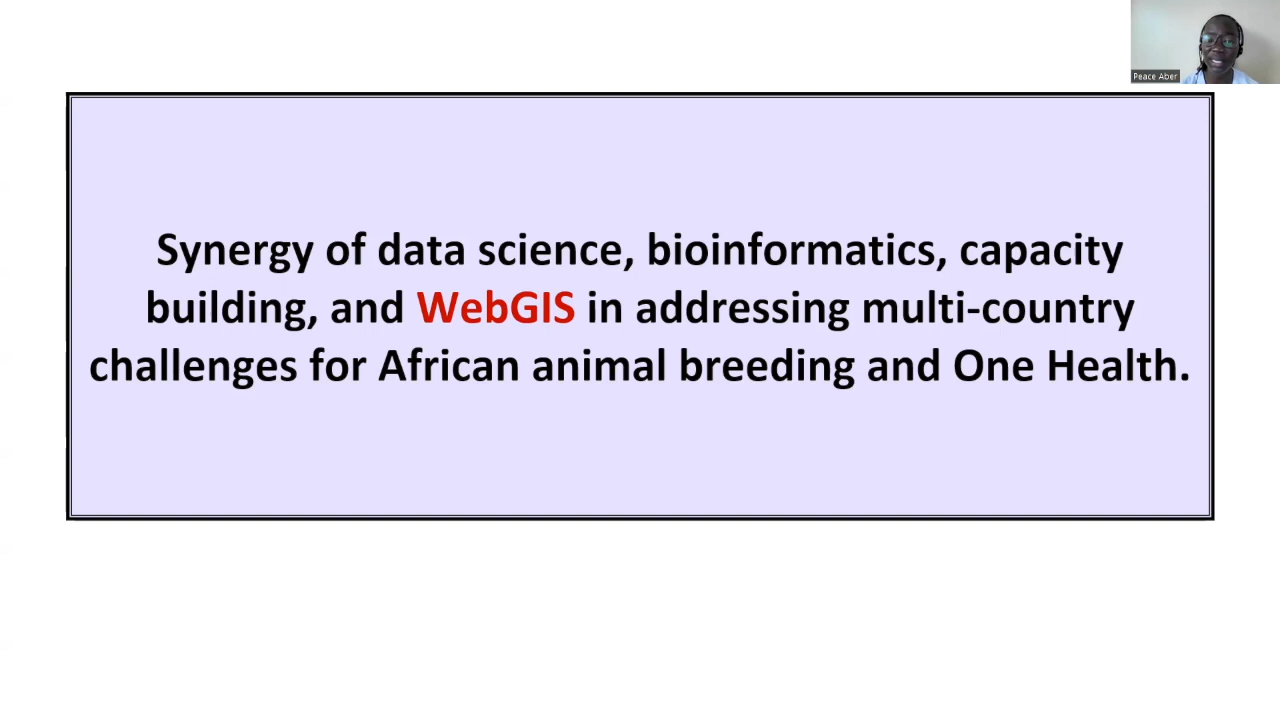 Peace Aber
Synergy of data science, bioinformatics, capacity
building, and WebGIS in addressing multi-country
challenges for African animal breeding and One Health.